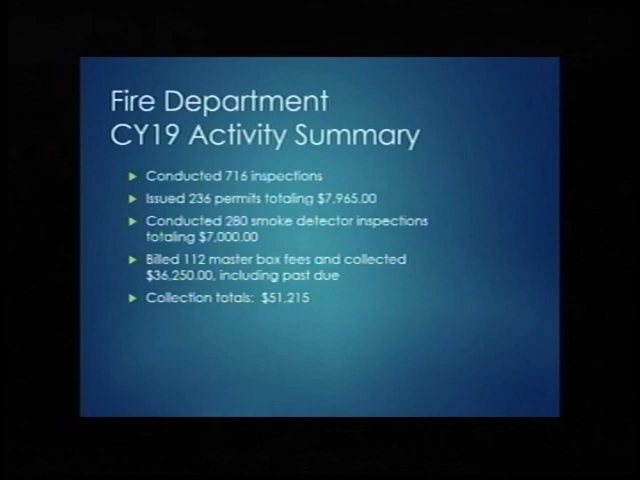 Fire Department
CY19 Activity Summary
Conducted 716 inspections
Issued 236 permits totaling $7,965.00
Conducted 280 smoke detector inspections
totaling $7,000.00
Billed 112 master box fees and collected
$36,250.00, including past due
Collection totals: $51,215